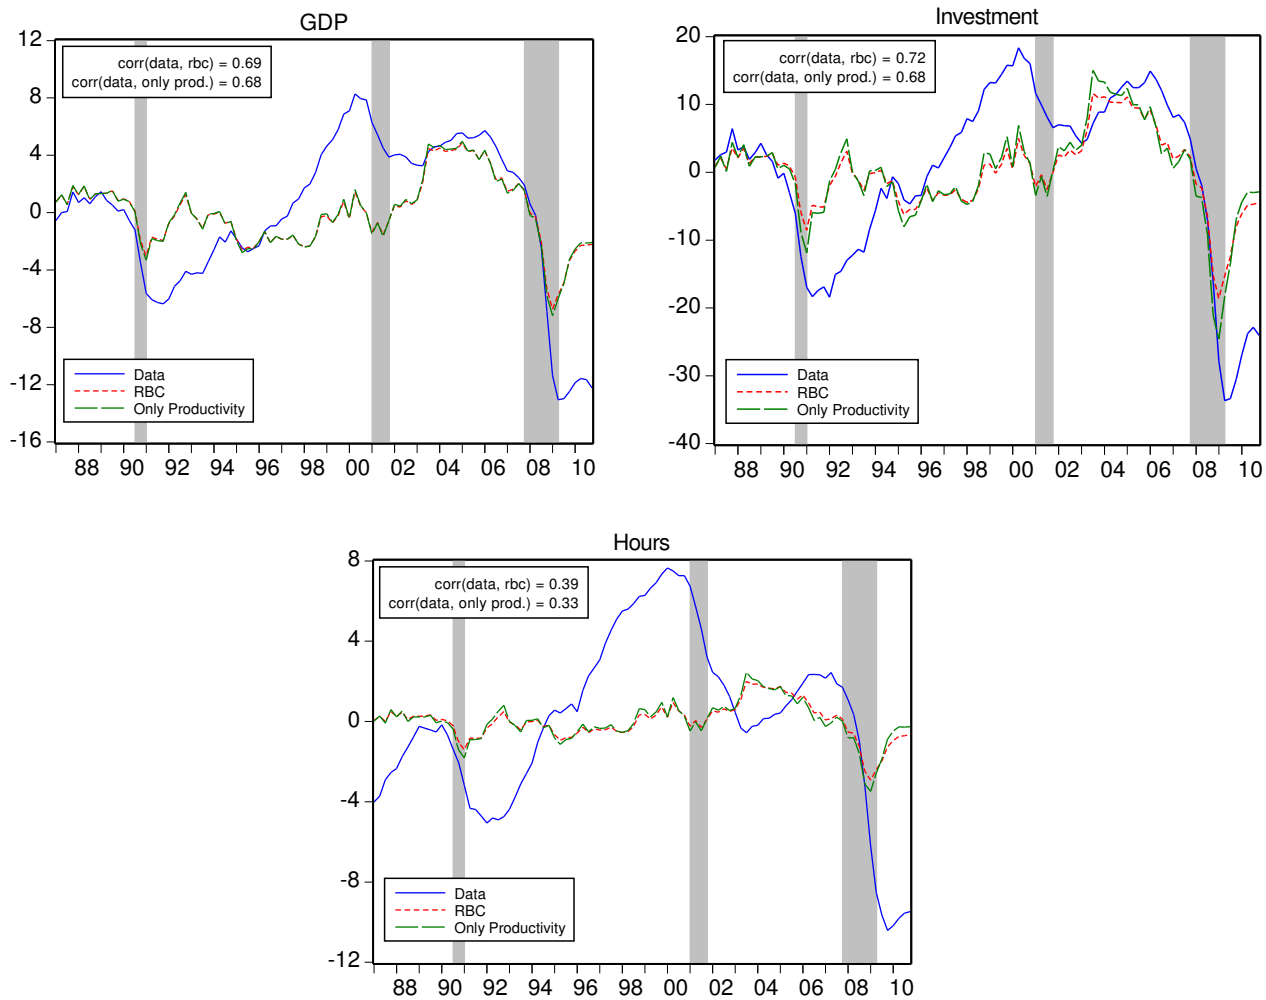 GDP
12
8
4
0
-4
-8
-12
-16
corr(data, rbc) = 0.69
corr(data, only prod.) = 0.68
Data
RBC
Only Productivity
88 90 92 94 96 98 00 02 04 06 08 10
Investment
20
10
0
-10
-20
-30
-40
corr(data, rbc) = 0.72
corr(data, only prod.) = 0.68
Data
RBC
Only Productivity
88 90 92 94 96 98 00 02 04 06 08 10
Hours
8
4
0
-4
-8
-12
corr(data, rbc) = 0.39
corr(data, only prod.) = 0.33
Data
RBC
Only Productivity
88 90 92 94 96 98 00 02 04 06 08 10